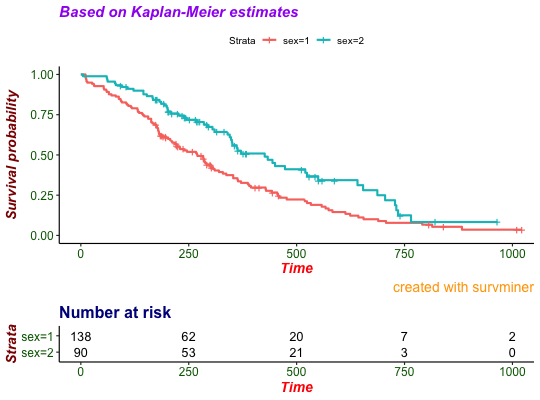 Based on Kaplan-Meier estimates
Strata sex=1 sex=2
Survival probability
1.00
0.75
0.50
0.25
0.00
0 250 500 750 1000
Time
created with survminer
Number at risk
Strata
sex=1 138 62 20 7 2
sex=2 90 53 21 3 0
0 250 500 750 1000
Time